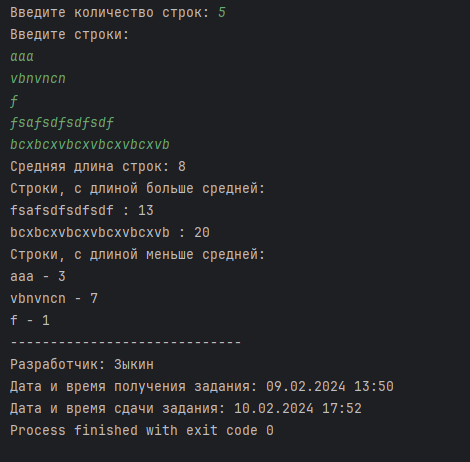 Введите количество строк: 5
Введите строки:
aaa
vbnvncn
f
fsafsdfsdfsdf
bcxbcxvbcxvbcxvbcxvb
Средняя длина строк: 8
Строки, с длиной больше средней:
fsafsdfsdfsdf : 13
bcxbcxvbcxvbcxvbcxvb : 20
Строки, с длиной меньше средней:
aaa - 3
vbnvncn - 7
f - 1
-----------------------------
Разработчик: Зыкин
Дата и время получения задания: 09.02.2024 13:50
Дата и время сдачи задания: 10.02.2024 17:52
Process finished with exit code 0